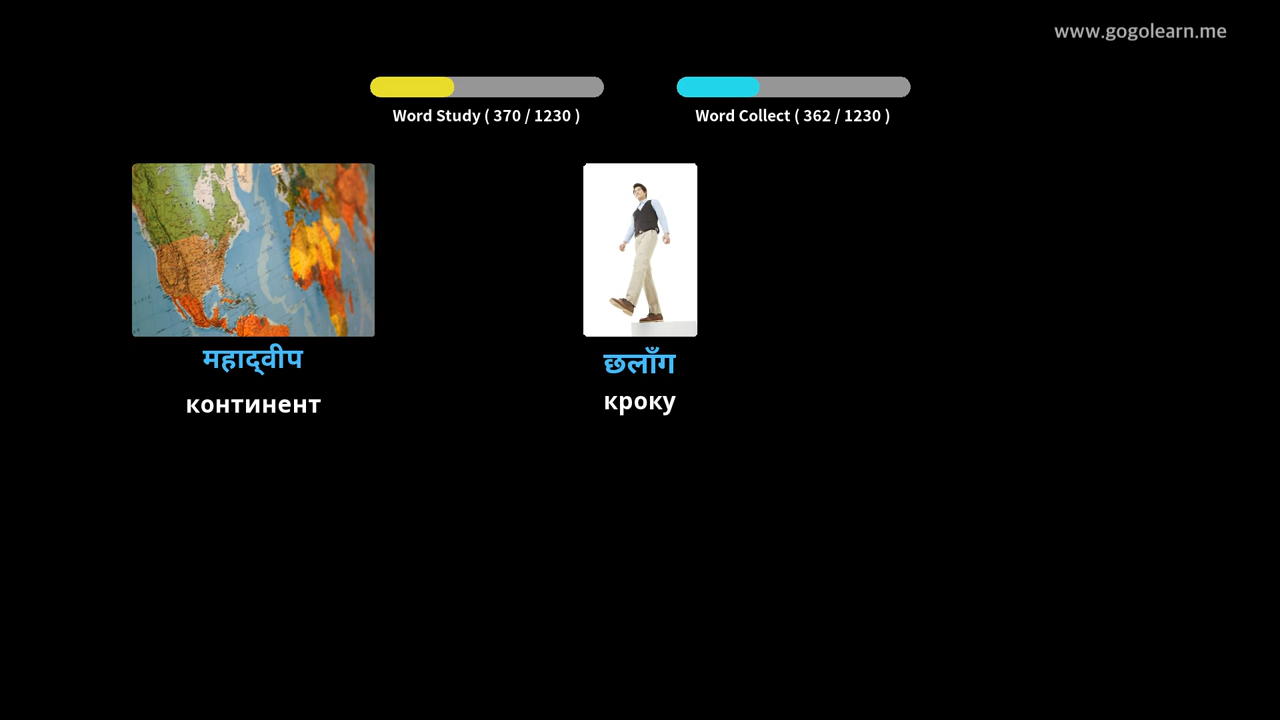 www.gogolearn.me
Word Study ( 370 / 1230 )
Word Collect ( 362 / 1230 )
महाद्वीप
континент
छलाँग
кроку